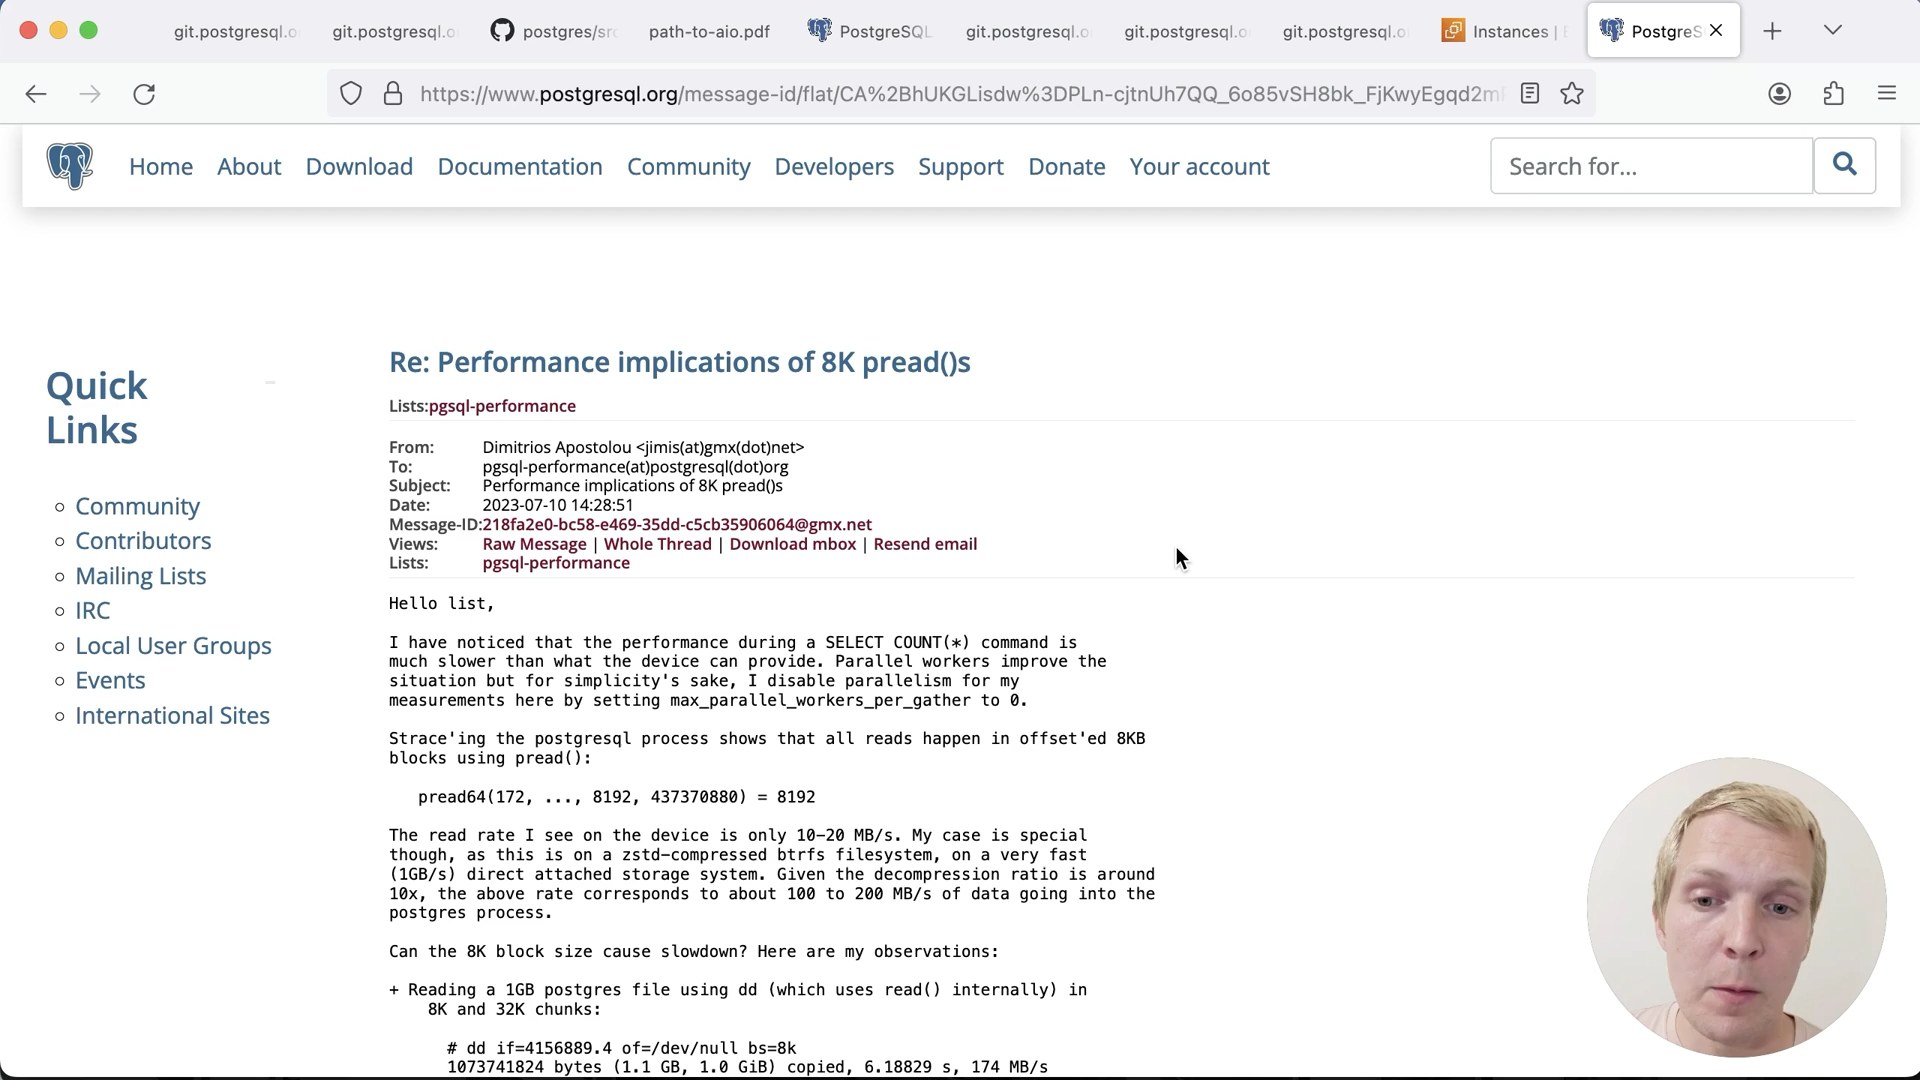 git.postgresql.o
git.postgresql.o
postgres/src
path-to-aio.pdf
PostgreSQL
git.postgresql.o
git.postgresql.o
git.postgresql.o
Instances |
PostgreS
https://www.postgresql.org/message-id/flat/CA%2BhUKGLisdw%3DPLn-cjtnUh7QQ_6o85vSH8bk_FjKwyEgqd2m
Home About Download Documentation Community Developers Support Donate Your account
Search for...
Quick
Links
Community
Contributors
Mailing Lists
IRC
Local User Groups
Events
International Sites
Re: Performance implications of 8K pread()s
Lists:pgsql-performance
From: Dimitrios Apostolou <jimis(at)gmx(dot)net>
To: pgsql-performance(at)postgresql(dot)org
Subject: Performance implications of 8K pread()s
Date: 2023-07-10 14:28:51
Message-ID:218fa2e0-bc58-e469-35dd-c5cb35906064@gmx.net
Views: Raw Message | Whole Thread | Download mbox | Resend email
Lists: pgsql-performance
Hello list,
I have noticed that the performance during a SELECT COUNT(*) command is
much slower than what the device can provide. Parallel workers improve the
situation but for simplicity's sake, I disable parallelism for my
measurements here by setting max_parallel_workers_per_gather to 0.
Strace'ing the postgresql process shows that all reads happen in offset'ed 8KB
blocks using pread():
pread64(172, ..., 8192, 437370880) = 8192
The read rate I see on the device is only 10-20 MB/s. My case is special
though, as this is on a zstd-compressed btrfs filesystem, on a very fast
(1GB/s) direct attached storage system. Given the decompression ratio is around
10x, the above rate corresponds to about 100 to 200 MB/s of data going into the
postgres process.
Can the 8K block size cause slowdown? Here are my observations:
+ Reading a 1GB postgres file using dd (which uses read() internally) in
8K and 32K chunks:
# dd if=4156889.4 of=/dev/null bs=8k
1073741824 bytes (1.1 GB, 1.0 GiB) copied, 6.18829 s, 174 MB/s